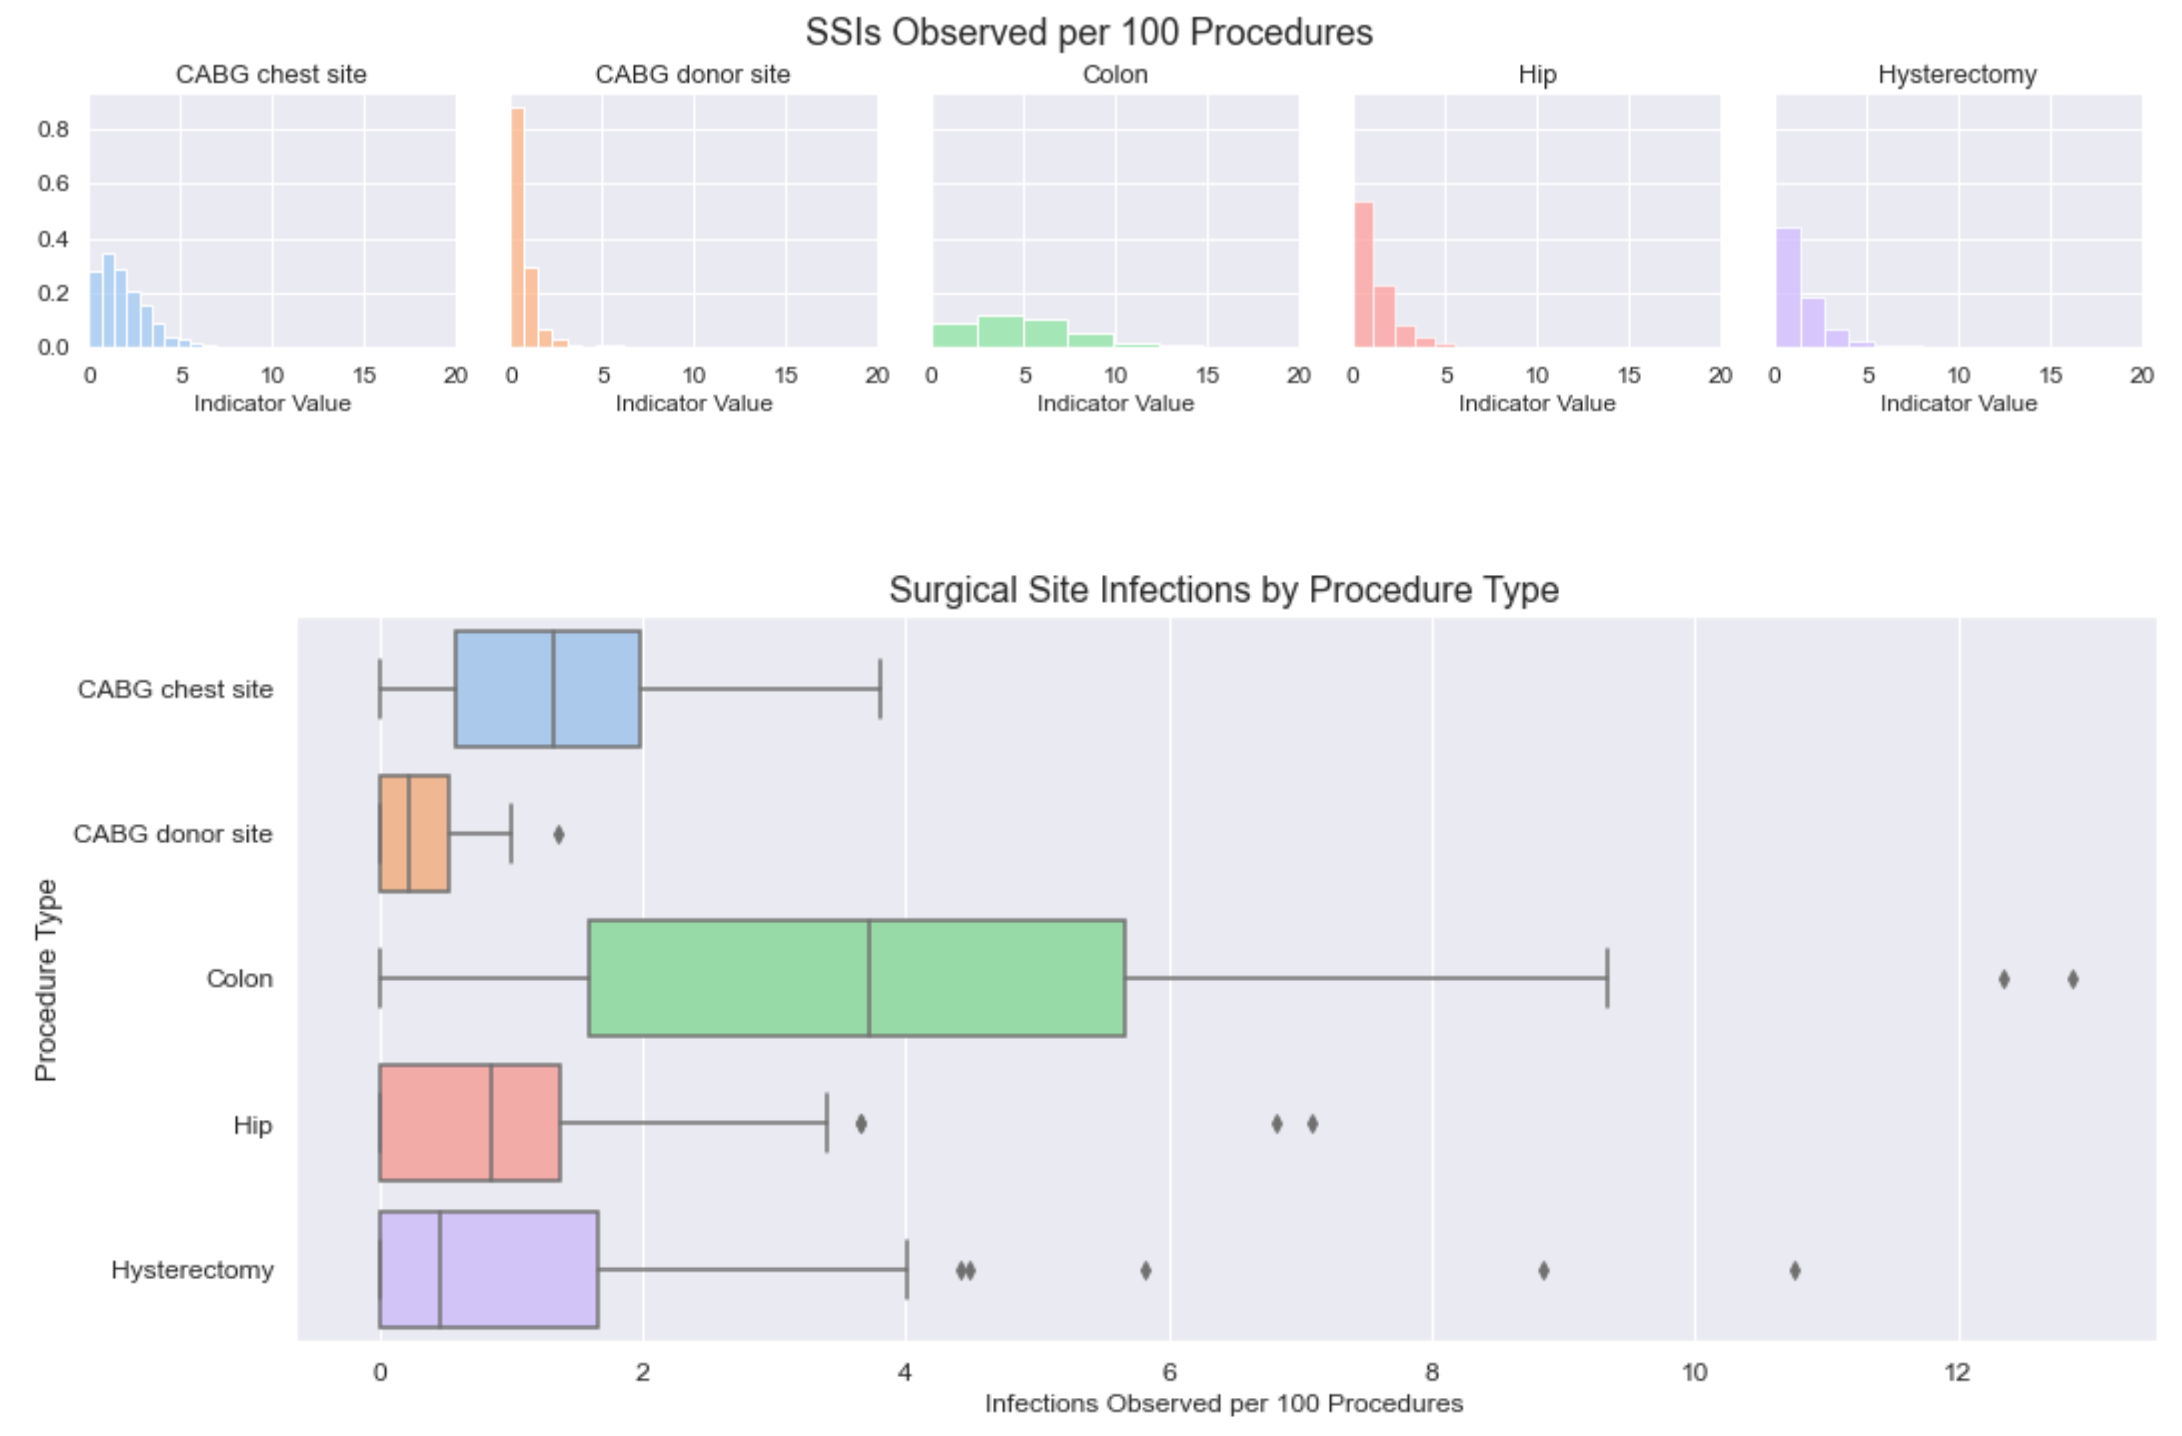 SSIs Observed per 100 Procedures
CABG chest site CABG donor site Colon Hip Hysterectomy
0.8
0.6
0.4
0.2
0.0
0 5 10 15 20 0 5 10 15 20 0 5 10 15 20 0 5 10 15 20 0 5 10 15 20
Indicator Value Indicator Value Indicator Value Indicator Value Indicator Value
Surgical Site Infections by Procedure Type
CABG chest site
CABG donor site
Colon
Hip
Hysterectomy
Procedure Type
0 2 4 6 8 10 12
Infections Observed per 100 Procedures